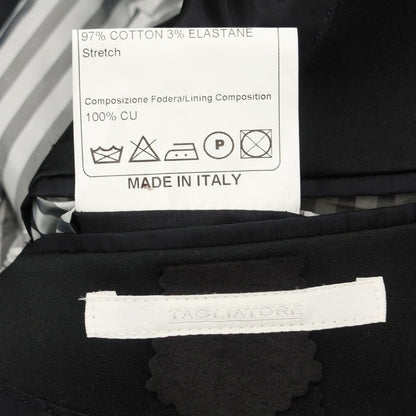 97% COTTON 3% ELASTANE
Stretch
Composizione Fodera/Lining Composition
100% CU
P
MADE IN ITALY
TAGLIATORE